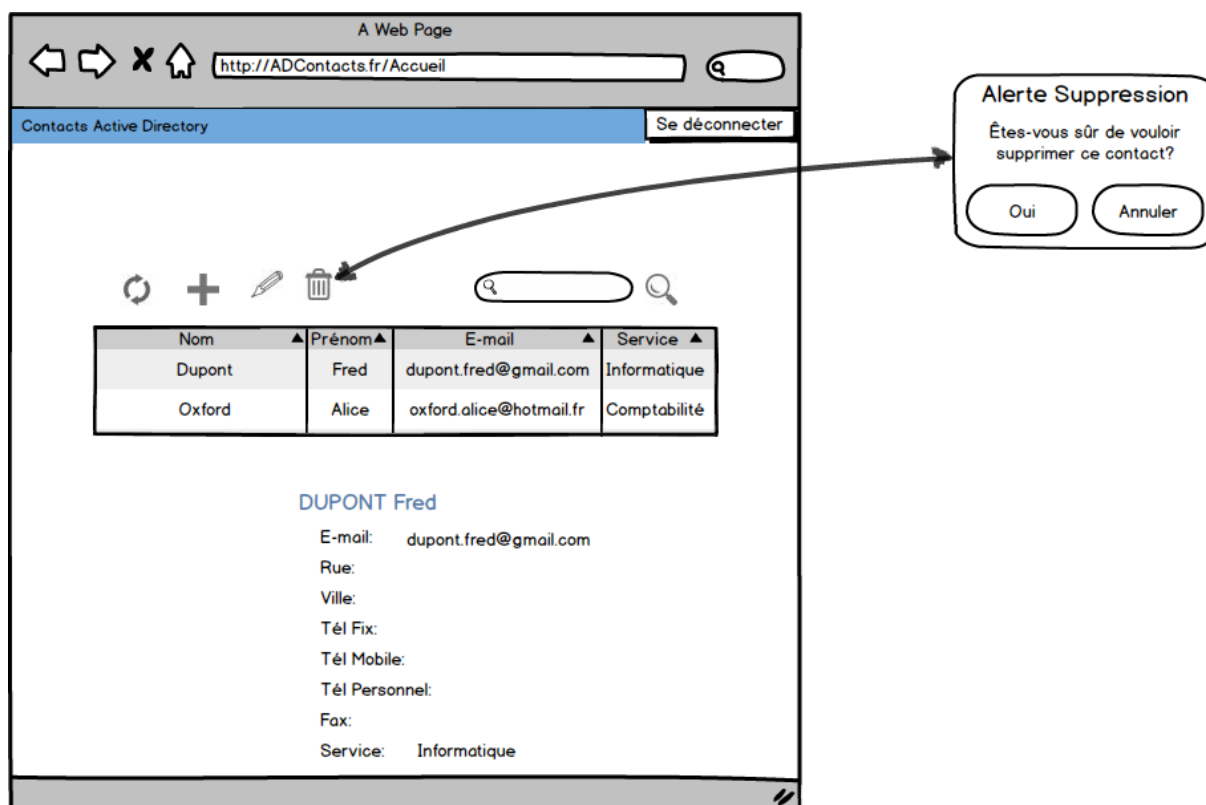 A Web Page
http://ADContacts.fr/Accueil
Contacts Active Directory
Se déconnecter
Alerte Suppression
Êtes-vous sûr de vouloir
supprimer ce contact?
Oui Annuler
Nom Prénom E-mail Service
Dupont Fred dupont.fred@gmail.com Informatique
Oxford Alice oxford.alice@hotmail.fr Comptabilité
DUPONT Fred
E-mail: dupont.fred@gmail.com
Rue:
Ville:
Tél Fix:
Tél Mobile:
Tél Personnel:
Fax:
Service: Informatique